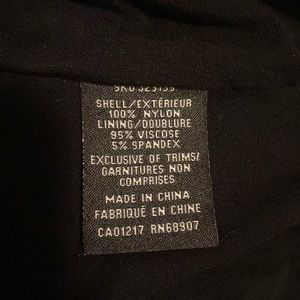 SHELL/EXTÉRIEUR
100% NYLON
LINING/DOUBLURE
95% VISCOSE
5% SPANDEX
EXCLUSIVE OF TRIMS/
GARNITURES NON
COMPRISES
MADE IN CHINA
FABRIQUÉ EN CHINE
CA01217 RN68907